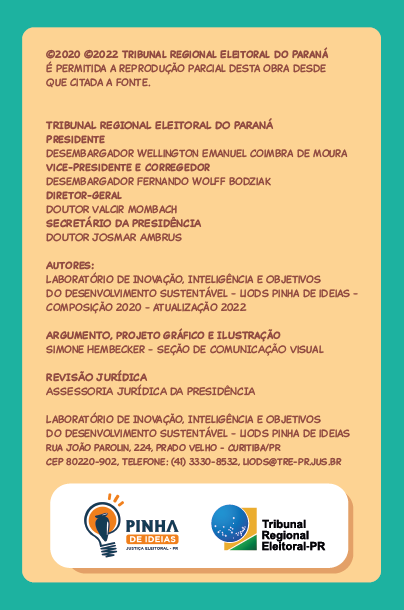 ©2020 ©2022 TRIBUNAL REGIONAL ELEITORAL DO PARANÁ
É PERMITIDA A REPRODUÇÃO PARCIAL DESTA OBRA DESDE
QUE CITADA A FONTE.
TRIBUNAL REGIONAL ELEITORAL DO PARANÁ
PRESIDENTE
DESEMBARGADOR WELLINGTON EMANUEL COIMBRA DE MOURA
VICE-PRESIDENTE E CORREGEDOR
DESEMBARGADOR FERNANDO WOLFF BODZIAK
DIRETOR-GERAL
DOUTOR VALCIR MOMBACH
SECRETÁRIO DA PRESIDÊNCIA
DOUTOR JOSMAR AMBRUS
AUTORES:
LABORATÓRIO DE INOVAÇÃO, INTELIGÊNCIA E OBJETIVOS
DO DESENVOLVIMENTO SUSTENTÁVEL - LIODS PINHA DE IDEIAS -
COMPOSIÇÃO 2020 - ATUALIZAÇÃO 2022
ARGUMENTO, PROJETO GRÁFICO E ILUSTRAÇÃO
SIMONE HEMBECKER - SEÇÃO DE COMUNICAÇÃO VISUAL
REVISÃO JURÍDICA
ASSESSORIA JURÍDICA DA PRESIDÊNCIA
LABORATÓRIO DE INOVAÇÃO, INTELIGÊNCIA E OBJETIVOS
DO DESENVOLVIMENTO SUSTENTÁVEL - LIODS PINHA DE IDEIAS
RUA JOÃO PAROLIN, 224, PRADO VELHO - CURITIBA/PR
CEP 80220-902, TELEFONE: (41) 3330-8532, LIODS@TRE-PR.JUS.BR
PINHA
DE IDEIAS
JUSTIÇA ELEITORAL - PR
Tribunal
Regional
Eleitoral-PR